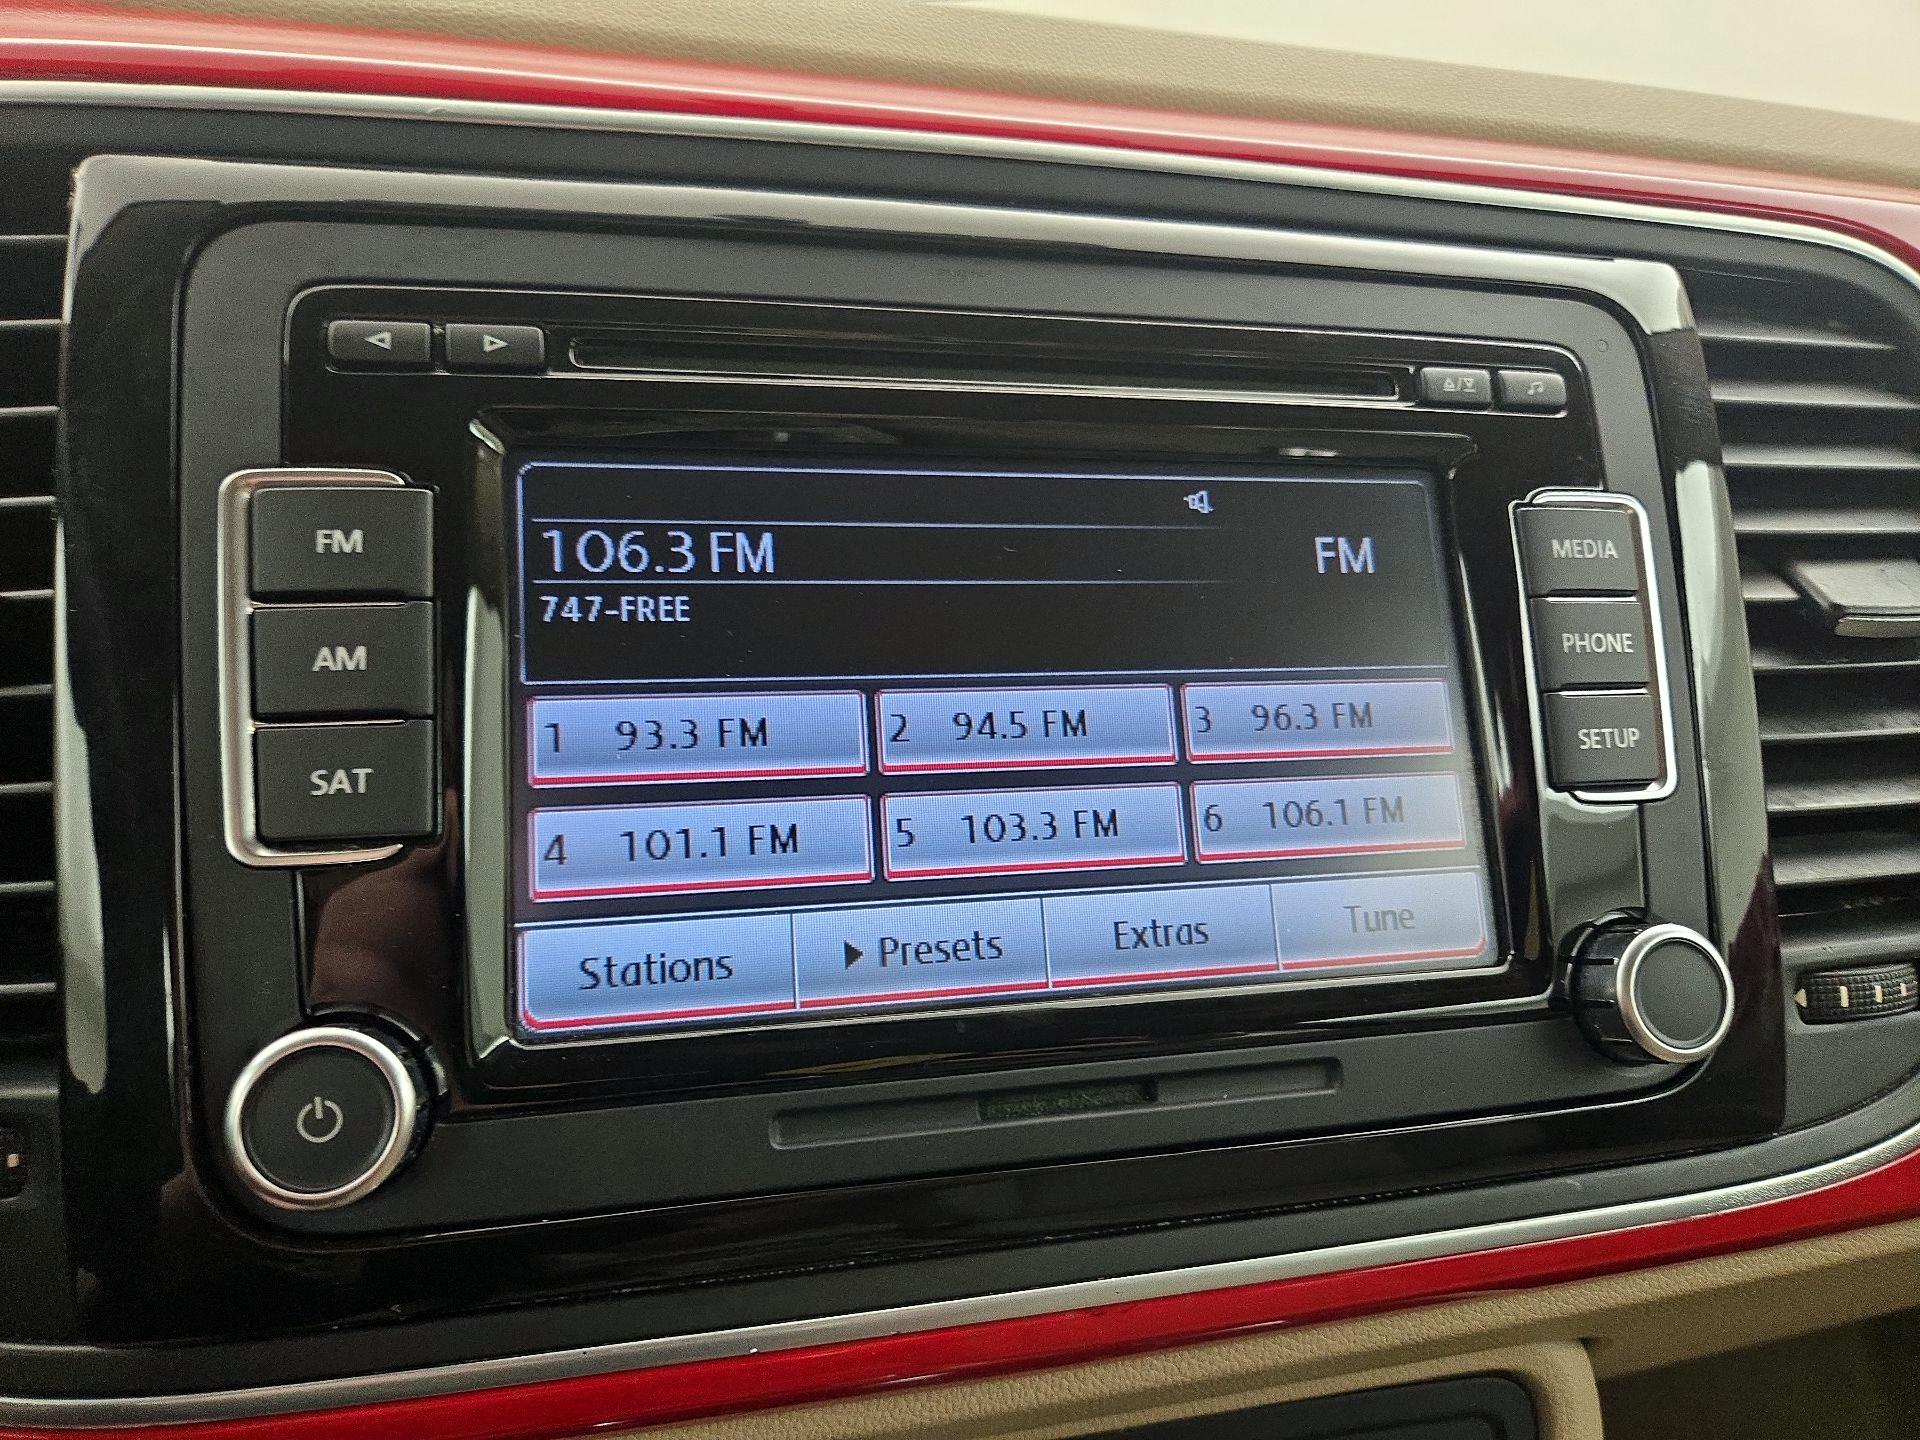 106.3 FM FM
747-FREE
FM
AM
SAT
1 93.3 FM 2 94.5 FM 3 96.3 FM
4 101.1 FM 5 103.3 FM 6 106.1 FM
Stations Presets Extras Tune
MEDIA
PHONE
SETUP